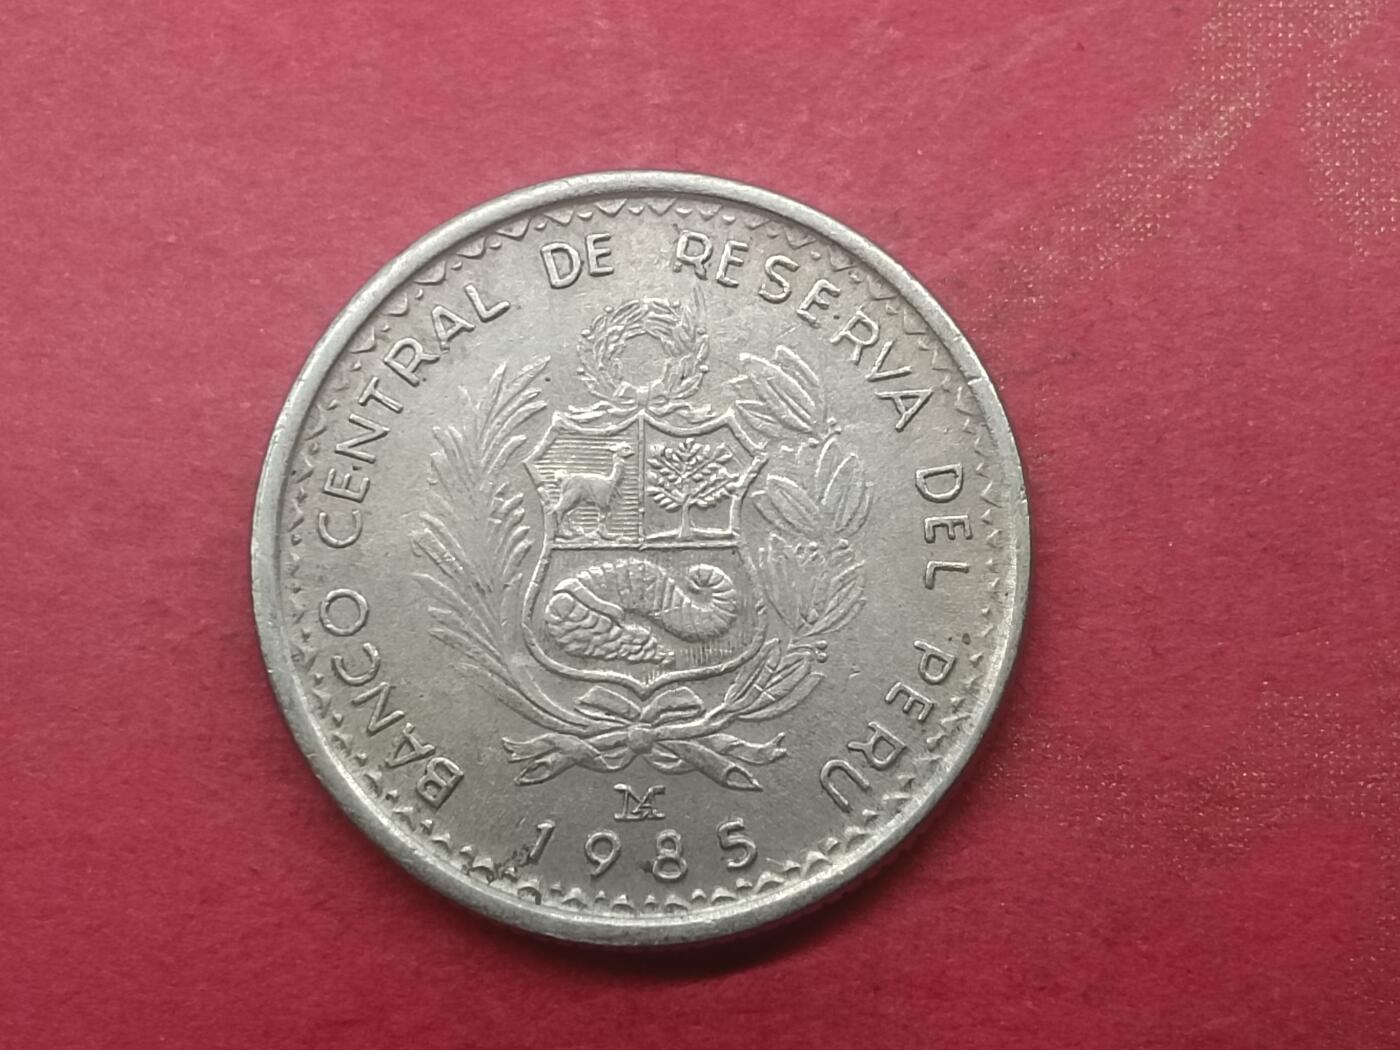 BANCO CENTRAL DE RESERVA DEL PERU
LM
1985